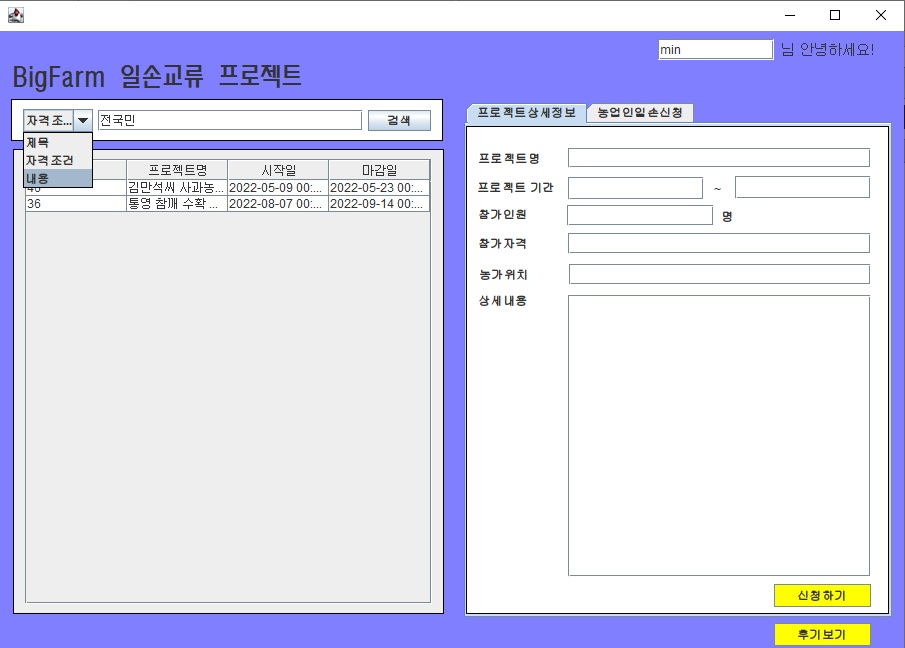 min 님 안녕하세요!
BigFarm 일손교류 프로젝트
자격조... 전국민 검색
제목
자격조건
내용
프로젝트명 시작일 마감일
김만석씨 사과농... 2022-05-09 00:... 2022-05-23 00:...
36 통영 참깨 수확 ... 2022-08-07 00:... 2022-09-14 00:...
프로젝트상세정보 농업인일손신청
프로젝트명
프로젝트 기간 ~
참가인원 명
참가자격
농가위치
상세내용
신청하기
후기보기